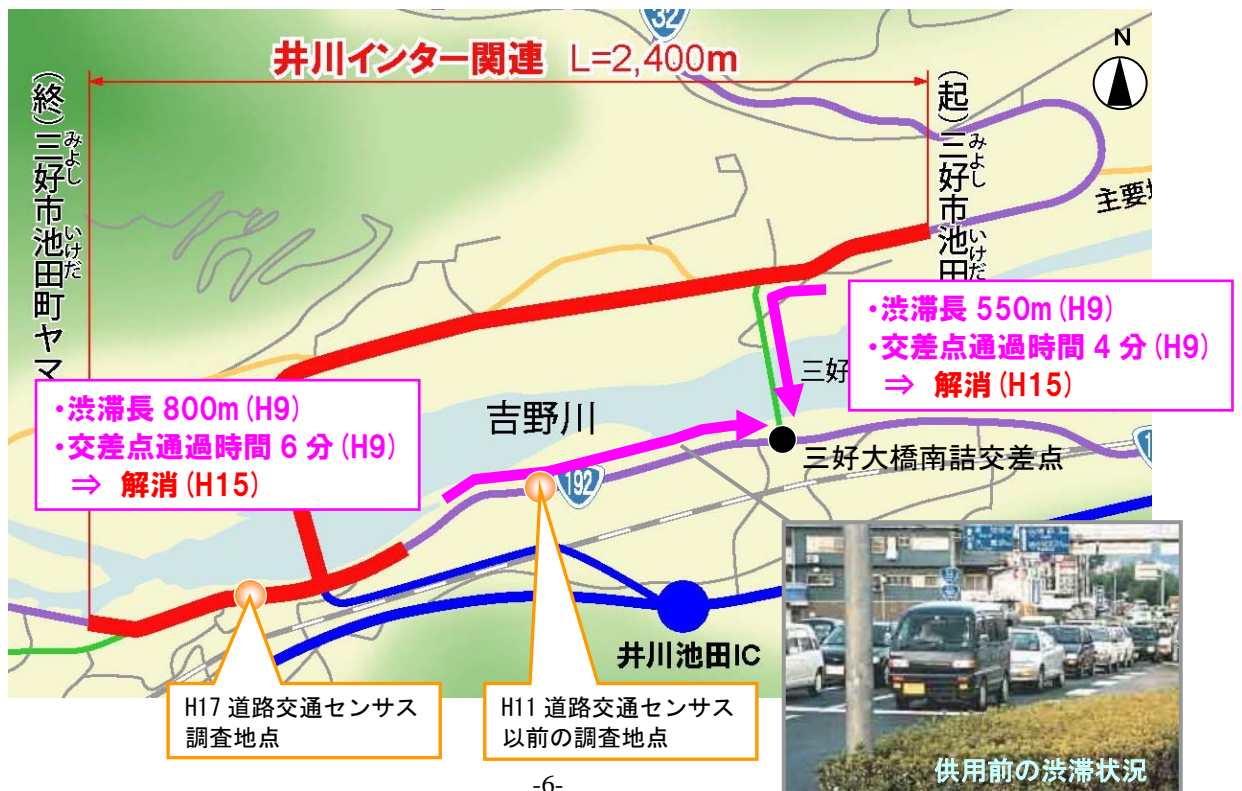 32
井川インター関連 L=2,400m
N
(終)三好市池田町ヤマ
みよし
いけだ
(起)三好市池田
みよし
いけだ
主要
・渋滞長 550m(H9)
・交差点通過時間 4 分(H9)
⇒ 解消(H15)
三好
・渋滞長 800m(H9)
・交差点通過時間 6 分(H9)
⇒ 解消(H15)
吉野川
三好大橋南詰交差点
192
1
井川池田IC
H17 道路交通センサス
調査地点
H11 道路交通センサス
以前の調査地点
供用前の渋滞状況
-6-